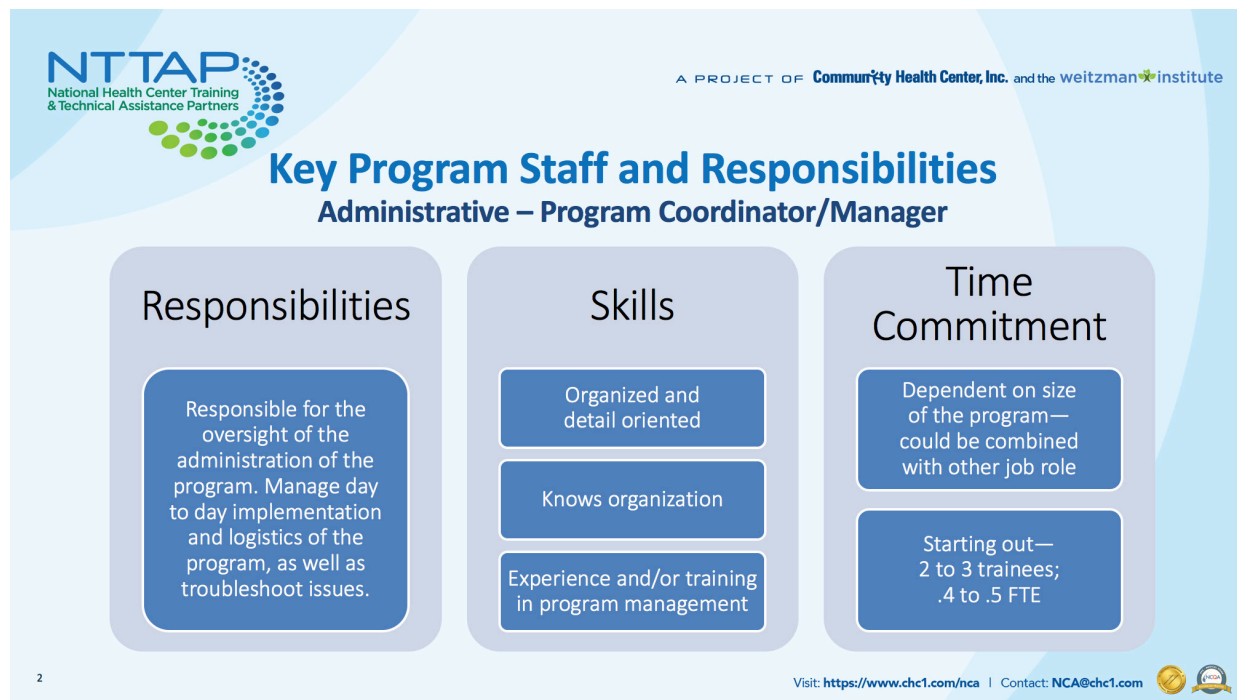 NTTAP
National Health Center Training
& Technical Assistance Partners
A PROJECT OF Community Health Center, Inc. and the weitzman institute
Key Program Staff and Responsibilities
Administrative – Program Coordinator/Manager
Responsibilities
Responsible for the
oversight of the
administration of the
program. Manage day
to day implementation
and logistics of the
program, as well as
troubleshoot issues.
Skills
Organized and
detail oriented
Knows organization
Experience and/or training
in program management
Time
Commitment
Dependent on size
of the program—
could be combined
with other job role
Starting out—
2 to 3 trainees;
.4 to .5 FTE
2
Visit: https://www.chc1.com/nca | Contact: NCA@chc1.com
NCQA